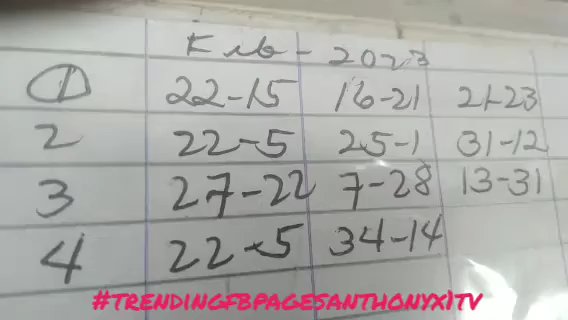 Feb - 2023
1 22-15 16-21 21-23
2 22-5 25-1 31-12
3 27-22 7-28 13-31
4 22-5 34-14
#TRENDINGFBPAGESANTHONYX1TV